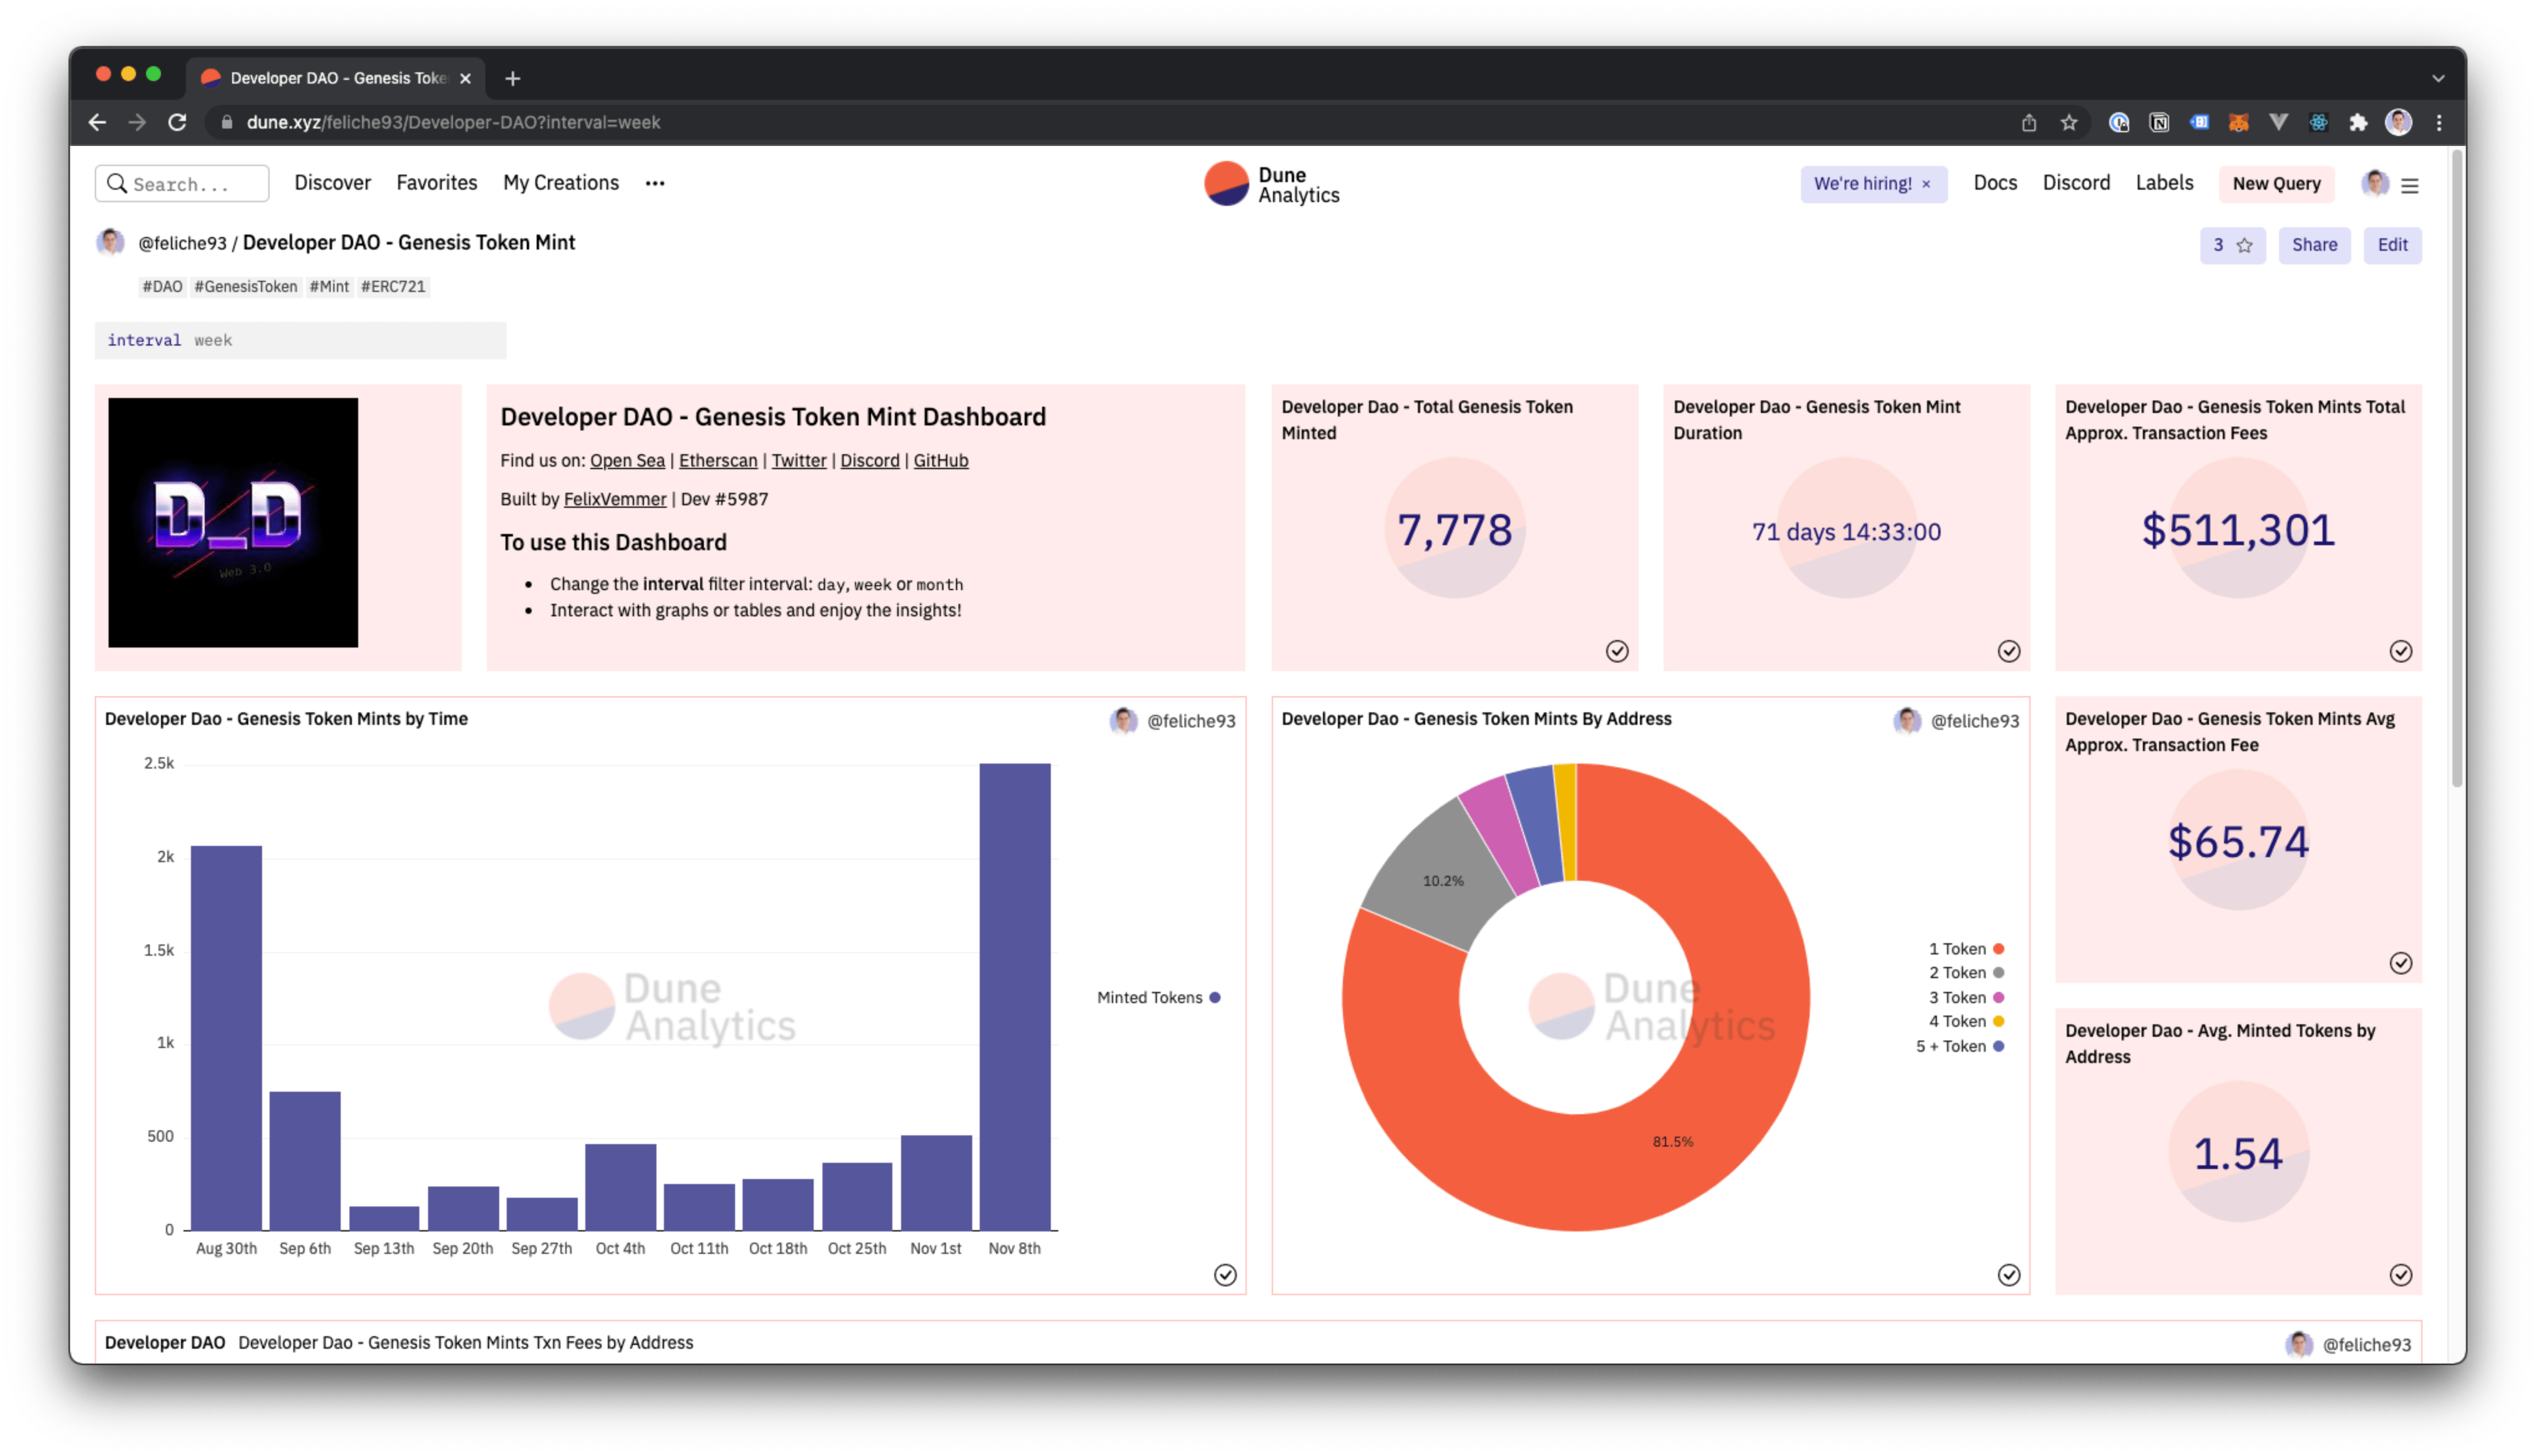 Developer DAO - Genesis Toke
dune.xyz/feliche93/Developer-DAO?interval=week
Search...
Discover
Favorites
My Creations
Dune
Analytics
We're hiring! ×
Docs
Discord
Labels
New Query
@feliche93 / Developer DAO - Genesis Token Mint
3
Share
Edit
#DAO #GenesisToken #Mint #ERC721
interval week
D_D
Web 3.0
Developer DAO - Genesis Token Mint Dashboard
Find us on: Open Sea | Etherscan | Twitter | Discord | GitHub
Built by FelixVemmer | Dev #5987
To use this Dashboard
• Change the interval filter interval: day, week or month
• Interact with graphs or tables and enjoy the insights!
Developer Dao - Total Genesis Token
Minted
7,778
Developer Dao - Genesis Token Mint
Duration
71 days 14:33:00
Developer Dao - Genesis Token Mints Total
Approx. Transaction Fees
$511,301
Developer Dao - Genesis Token Mints by Time
@feliche93
2.5k
2k
1.5k
1k
500
0
Aug 30th
Sep 6th
Sep 13th
Sep 20th
Sep 27th
Oct 4th
Oct 11th
Oct 18th
Oct 25th
Nov 1st
Nov 8th
Dune
Analytics
Minted Tokens
Developer Dao - Genesis Token Mints By Address
@feliche93
10.2%
81.5%
Dune
Analytics
1 Token
2 Token
3 Token
4 Token
5 + Token
Developer Dao - Genesis Token Mints Avg
Approx. Transaction Fee
$65.74
Developer Dao - Avg. Minted Tokens by
Address
1.54
Developer DAO Developer Dao - Genesis Token Mints Txn Fees by Address
@feliche93